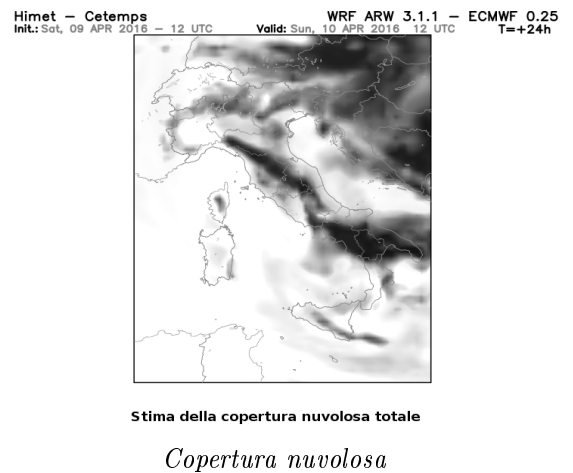 Himet – Cetemps WRF ARW 3.1.1 – ECMWF 0.25
Init.: Sat, 09 APR 2016 – 12 UTC Valid: Sun, 10 APR 2016 12 UTC T=+24h
Stima della copertura nuvolosa totale
Copertura nuvolosa